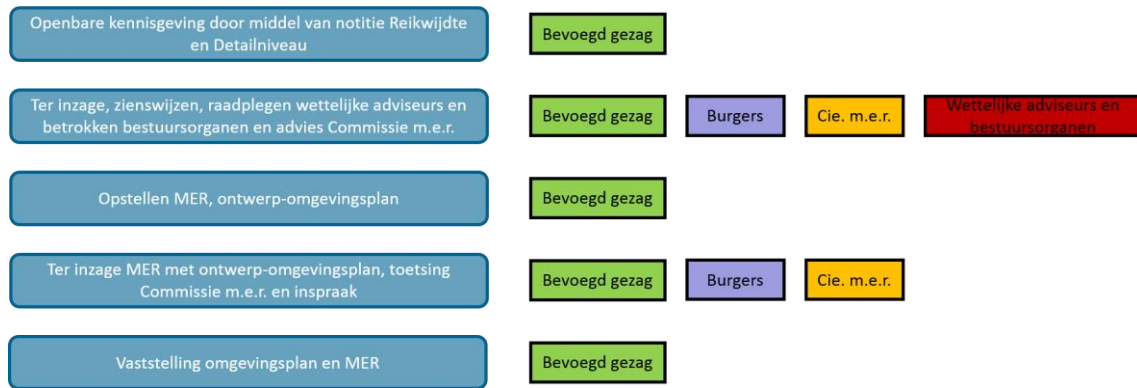 Openbare kennisgeving door middel van notitie Reikwijdte
en Detailniveau
Bevoegd gezag
Ter inzage, zienswijzen, raadplegen wettelijke adviseurs en
betrokken bestuursorganen en advies Commissie m.e.r.
Bevoegd gezag
Burgers
Cie. m.e.r.
Wettelijke adviseurs en
bestuursorganen
Opstellen MER, ontwerp-omgevingsplan
Bevoegd gezag
Ter inzage MER met ontwerp-omgevingsplan, toetsing
Commissie m.e.r. en inspraak
Bevoegd gezag
Burgers
Cie. m.e.r.
Vaststelling omgevingsplan en MER
Bevoegd gezag